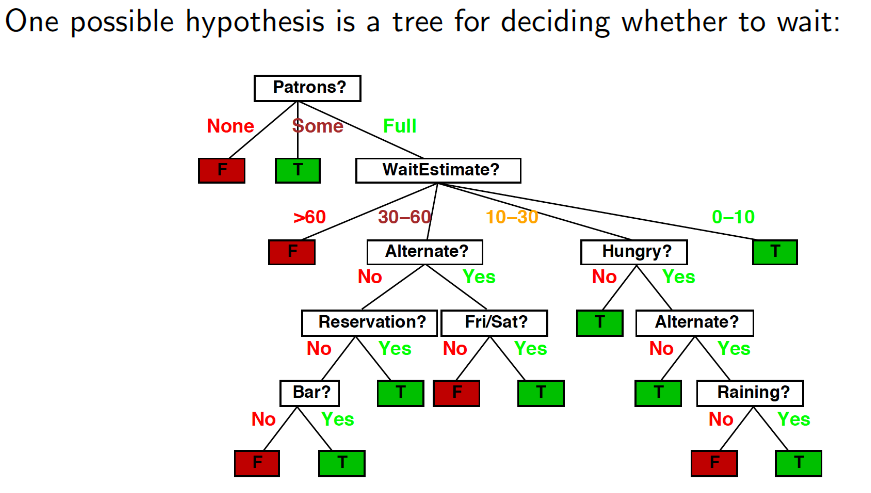 One possible hypothesis is a tree for deciding whether to wait:
Patrons?
None Some Full
F T WaitEstimate?
>60 30–60 10–30 0–10
F Alternate? Hungry? T
No Yes No Yes
Reservation? Fri/Sat? T Alternate?
No Yes No Yes No Yes
Bar? T F T T Raining?
No Yes No Yes
F T F T